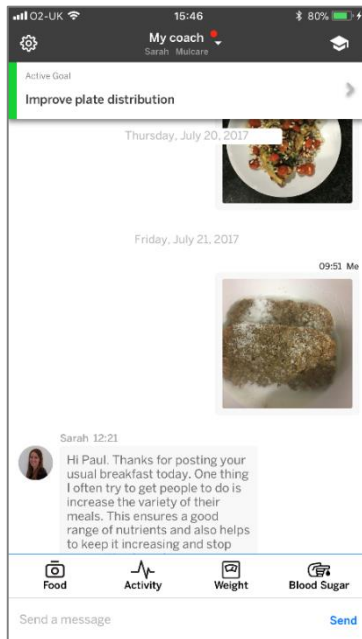 O2-UK 15:46 80%
My coach
Sarah Mulcare
Active Goal
Improve plate distribution
Thursday, July 20, 2017
Friday, July 21, 2017
09:51 Me
Sarah 12:21
Hi Paul. Thanks for posting your
usual breakfast today. One thing
I often try to get people to do is
increase the variety of their
meals. This ensures a good
range of nutrients and also helps
to keep it increasing and stop
Food Activity Weight Blood Sugar
Send a message Send